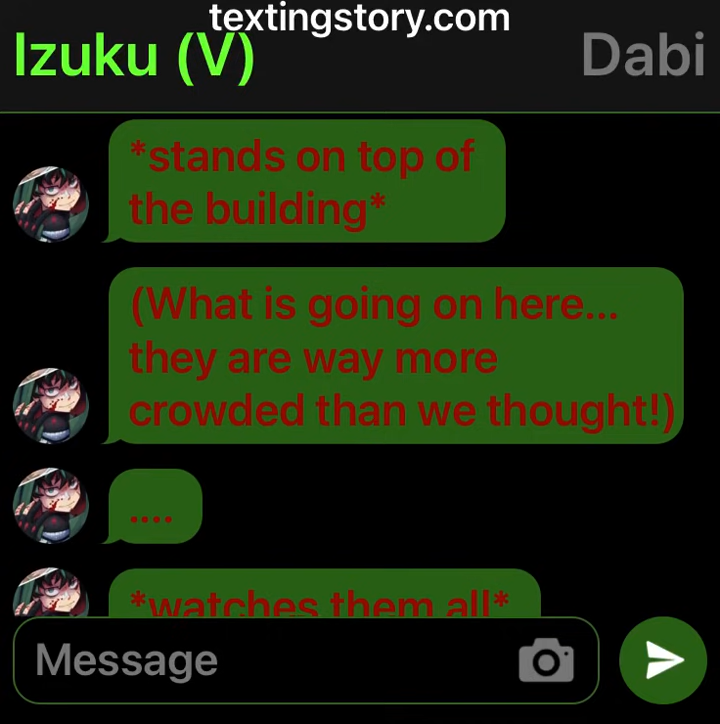 textingstory.com
Izuku (V)
Dabi
*stands on top of
the building*
(What is going on here...
they are way more
crowded than we thought!)
....
*watches them all*
Message